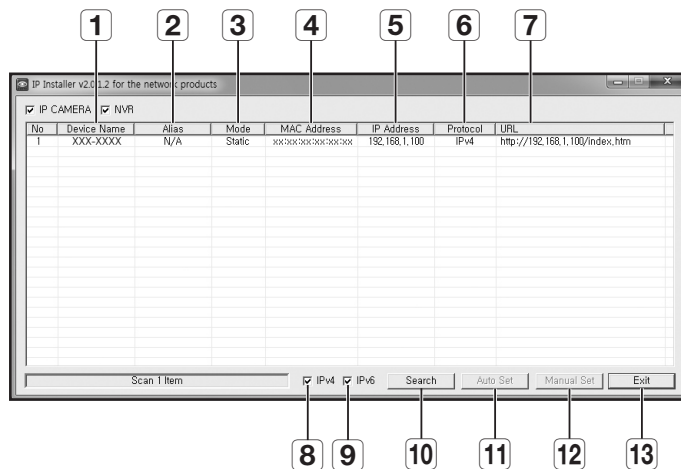 1 2 3 4 5 6 7
IP Installer v2.0.1.2 for the network products
IP CAMERA NVR
No Device Name Alias Mode MAC Address IP Address Protocol URL
1 XXX-XXXX N/A Static xx:xx:xx:xx:xx:xx 192,168,1,100 IPv4 http://192,168,1,100/index,htm
Scan 1 Item IPv4 IPv6 Search Auto Set Manual Set Exit
8 9 10 11 12 13